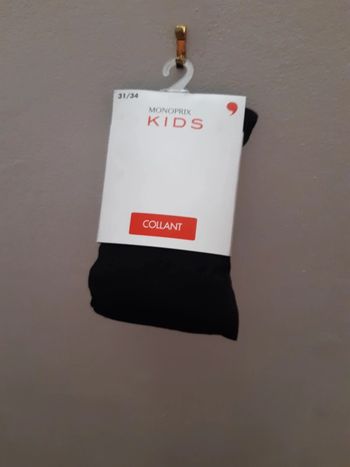 31/34
MONOPRIX
KIDS
COLLANT